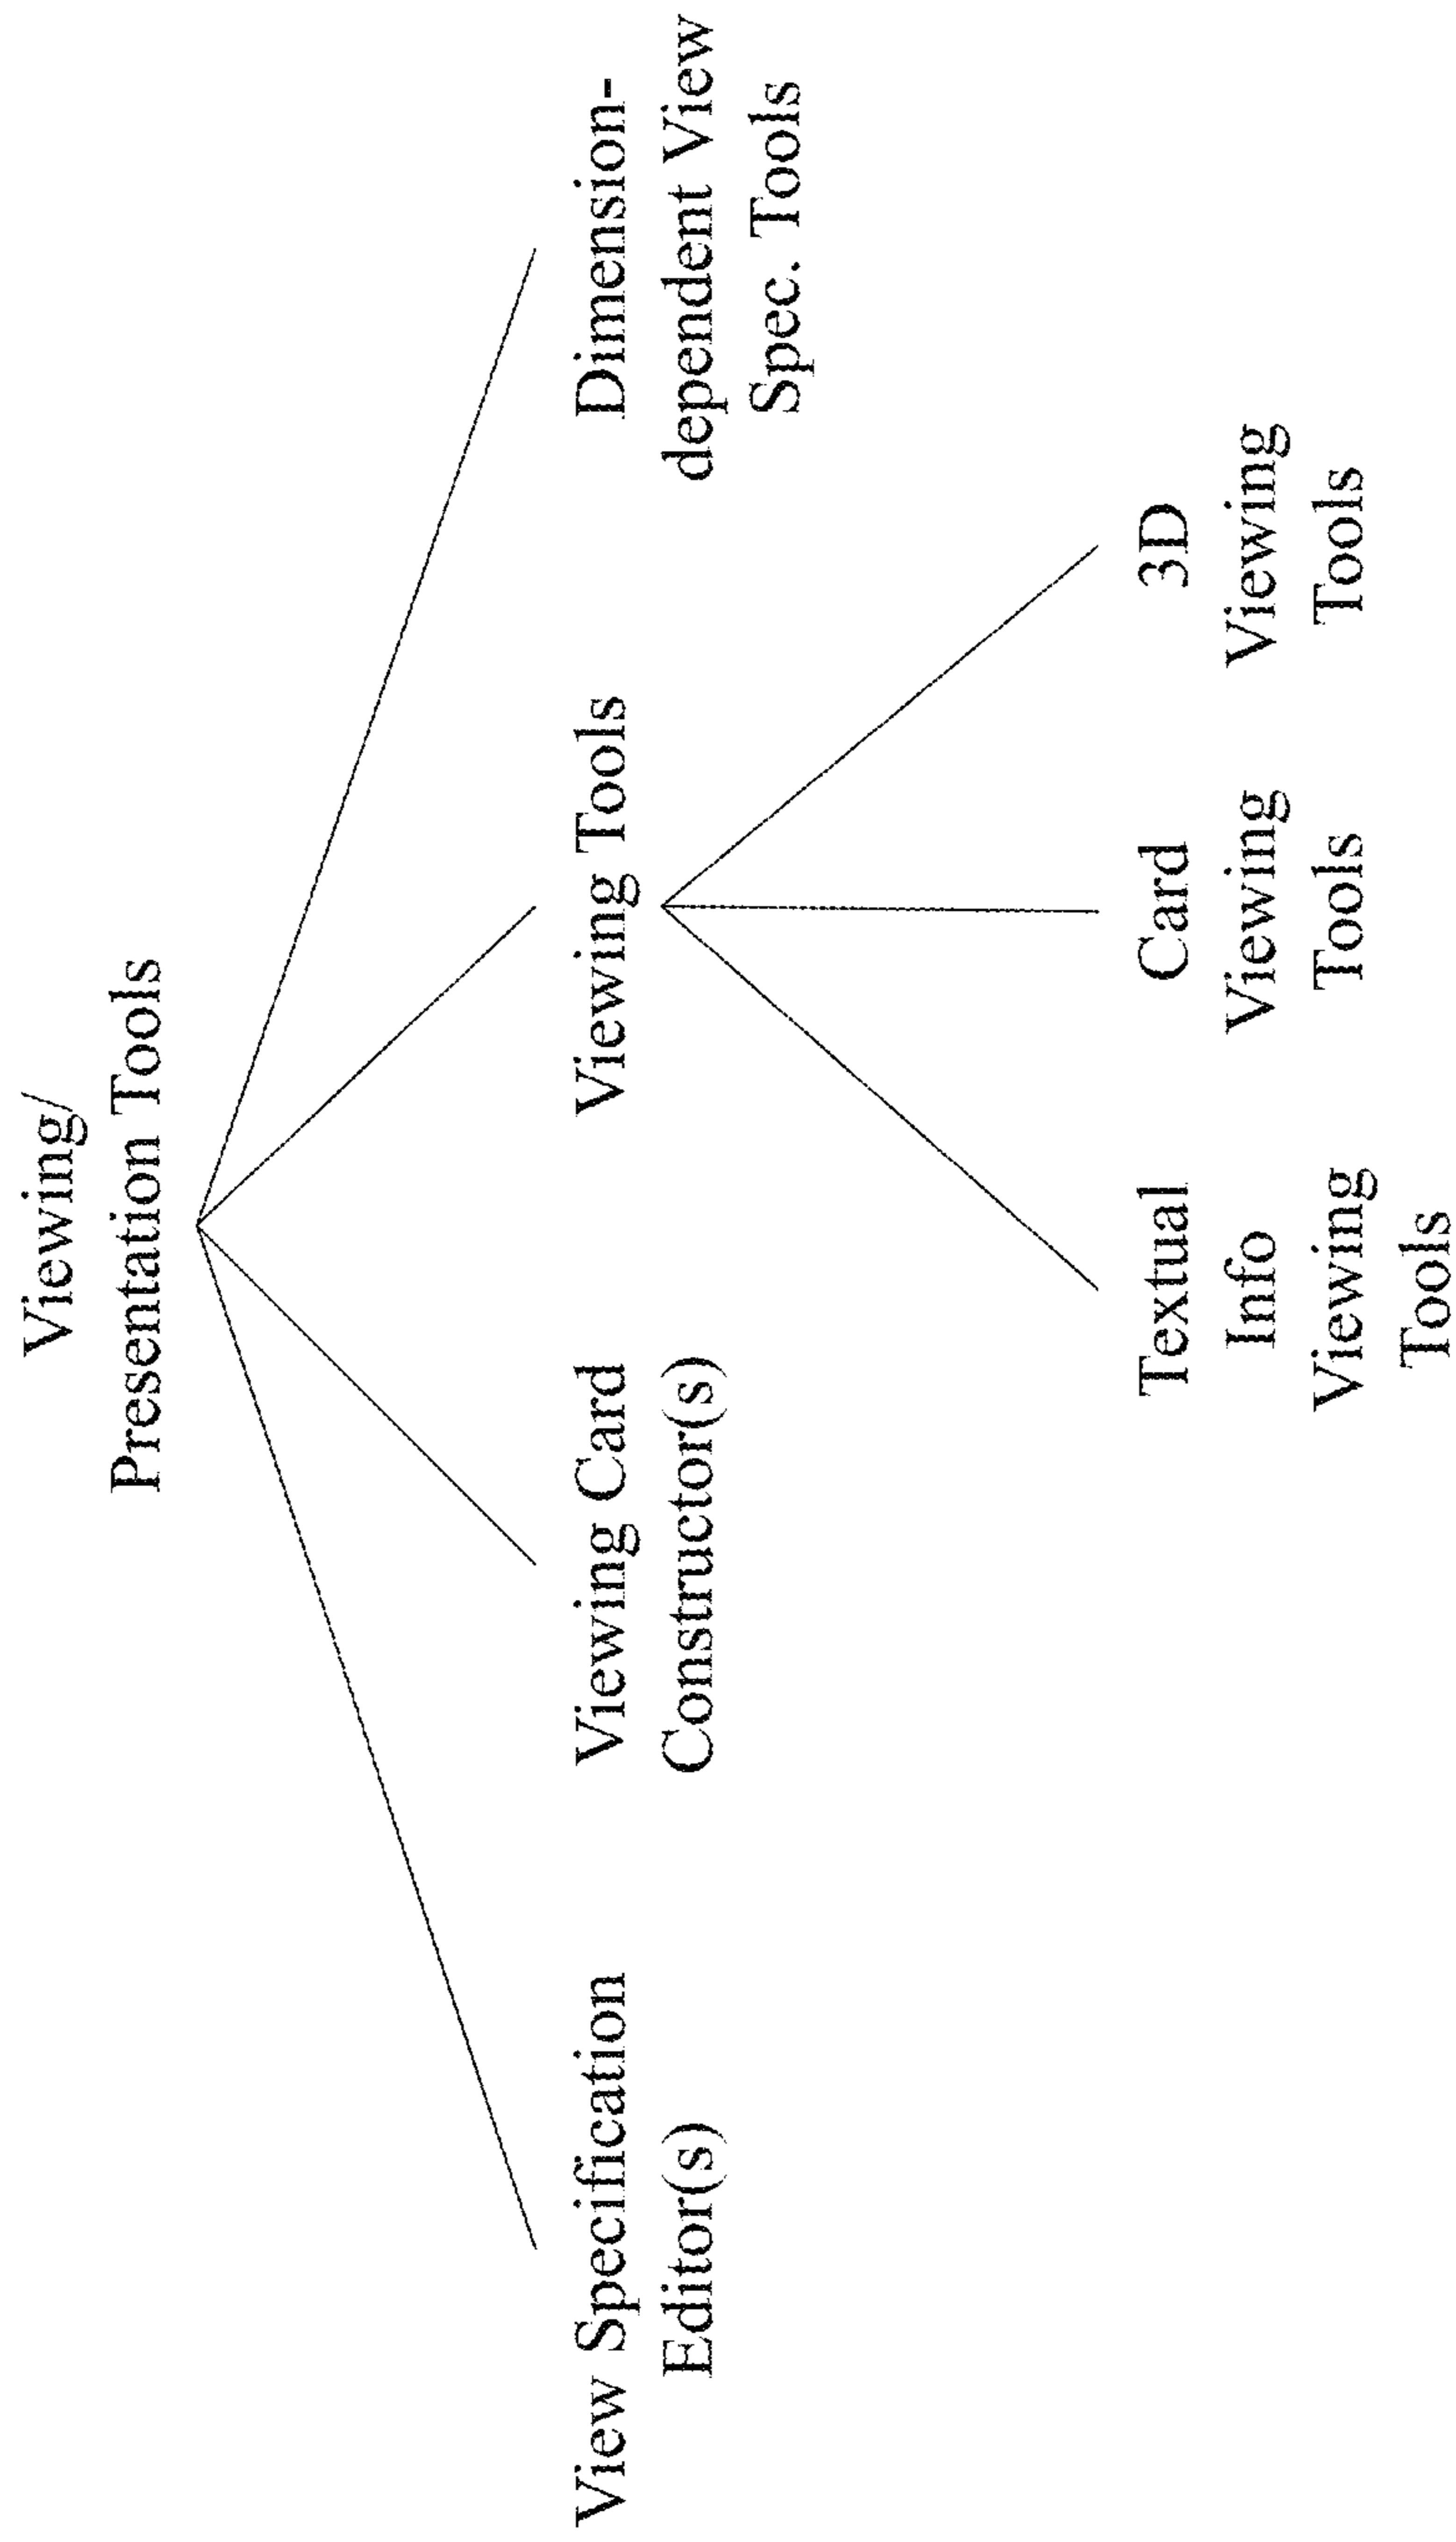 Viewing/
Presentation Tools
View Specification
Editor(s)
Viewing Card
Constructor(s)
Viewing Tools
Dimension-
dependent View
Spec. Tools
Textual
Info
Viewing
Tools
Card
Viewing
Tools
3D
Viewing
Tools